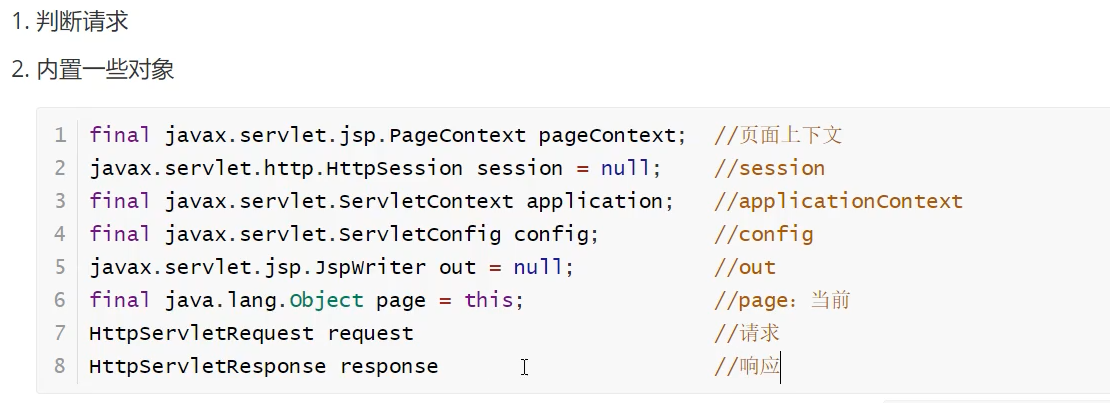 1. 判断请求
2. 内置一些对象
1 final javax.servlet.jsp.PageContext pageContext; //页面上下文
2 javax.servlet.http.HttpSession session = null; //session
3 final javax.servlet.ServletContext application; //applicationContext
4 final javax.servlet.ServletConfig config; //config
5 javax.servlet.jsp.JspWriter out = null; //out
6 final java.lang.Object page = this; //page：当前
7 HttpServletRequest request //请求
8 HttpServletResponse response //响应